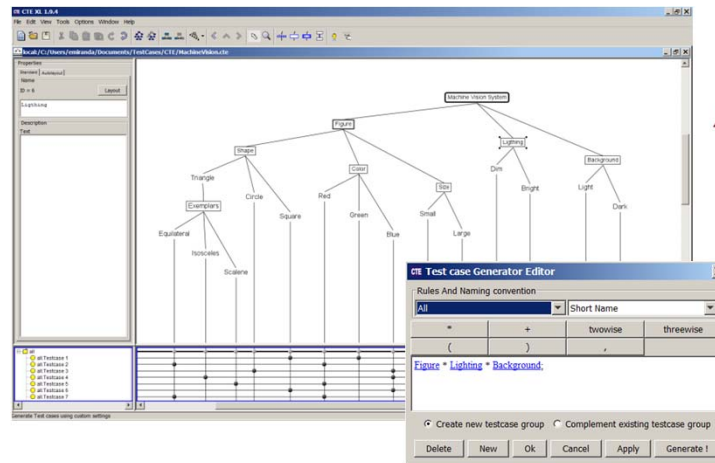 CTE XL 1.9.4
File Edit View Tools Options Window Help
local:/C:/Users/emiranda/Documents/TestCases/CTE/MachineVision.cte
Properties
Standard
Name
ID = 6 Layout
Ligthing
Description
Text
Machine Vision System
Figure
Ligthing
Shape
Background
Color
Size
Triangle
Circle
Square
Red
Green
Blue
Small
Large
Dim
Bright
Light
Dark
Exemplars
Equilateral
Isosceles
Scalene
all
all:Testcase 1
all:Testcase 2
all:Testcase 3
all:Testcase 4
all:Testcase 5
all:Testcase 6
all:Testcase 7
Generate Test cases using custom settings
CTE Test case Generator Editor
Rules And Naming convention
All Short Name
* + twowise threewise
( ) ,
Figure * Lighting * Background;
Create new testcase group Complement existing testcase group
Delete New Ok Cancel Apply Generate !